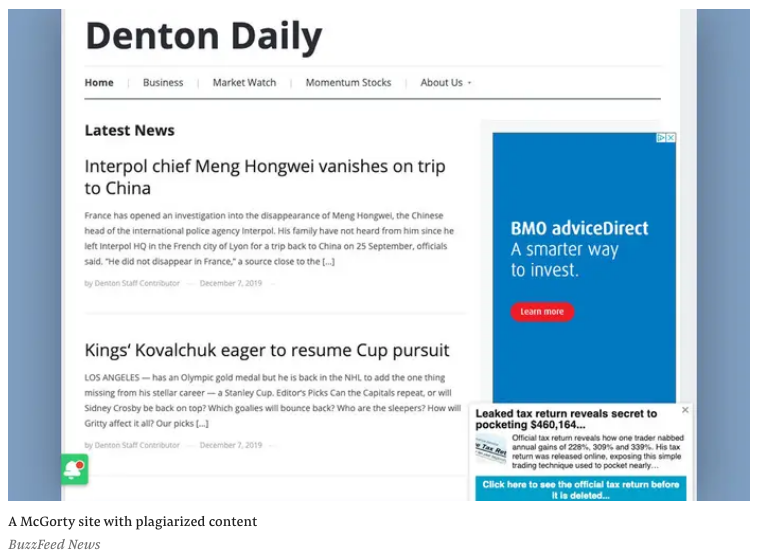 Denton Daily
Home | Business | Market Watch | Momentum Stocks | About Us
Latest News
Interpol chief Meng Hongwei vanishes on trip
to China
France has opened an investigation into the disappearance of Meng Hongwei, the Chinese
head of the international police agency Interpol. His family have not heard from him since he
left Interpol HQ in the French city of Lyon for a trip back to China on 25 September, officials
said. "He did not disappear in France," a source close to the [...]
by Denton Staff Contributor — December 7, 2019 —
Kings‘ Kovalchuk eager to resume Cup pursuit
LOS ANGELES — has an Olympic gold medal but he is back in the NHL to add the one thing
missing from his stellar career — a Stanley Cup. Editor's Picks Can the Capitals repeat, or will
Sidney Crosby be back on top? Which goalies will bounce back? Who are the sleepers? How will
Gritty affect it all? Our picks [...]
by Denton Staff Contributor — December 7, 2019 —
BMO adviceDirect
A smarter way
to invest.
Learn more
Leaked tax return reveals secret to
pocketing $460,164...
Official tax return reveals how one trader nabbed
annual gains of 228%, 309% and 339%. His tax
return was released online, exposing this simple
trading technique used to pocket nearly...
Click here to see the official tax return before
it is deleted...
A McGorty site with plagiarized content
BuzzFeed News